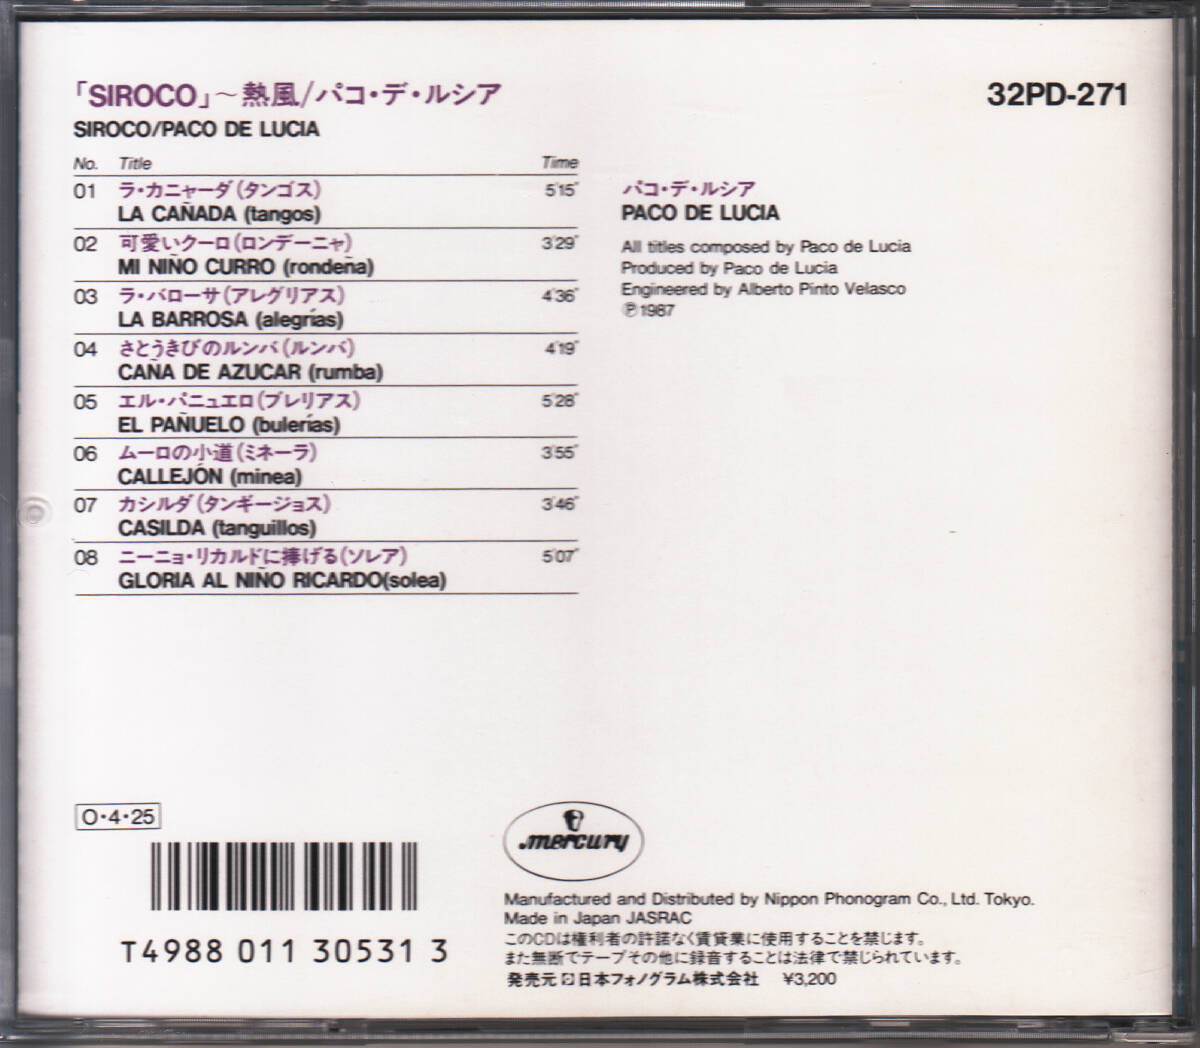 「SIROCO」～熱風/パコ・デ・ルシア
SIROCO/PACO DE LUCIA
32PD-271
No. Title Time
01 ラ・カニャーダ(タンゴス) 5'15"
LA CAÑADA (tangos)
02 可愛いクーロ(ロンデーニャ) 3'29"
MI NIÑO CURRO (rondeña)
03 ラ・バローサ(アレグリアス) 4'36"
LA BARROSA (alegrías)
04 さとうきびのルンバ(ルンバ) 4'19"
CAÑA DE AZUCAR (rumba)
05 エル・パニュエロ(ブレリアス) 5'28"
EL PAÑUELO (bulerías)
06 ムーロの小道(ミネーラ) 3'55"
CALLEJÓN (minea)
07 カシルダ(タンギージョス) 3'46"
CASILDA (tanguillos)
08 ニーニョ・リカルドに捧げる(ソレア) 5'07"
GLORIA AL NIÑO RICARDO(solea)
パコ・デ・ルシア
PACO DE LUCIA
All titles composed by Paco de Lucia
Produced by Paco de Lucia
Engineered by Alberto Pinto Velasco
℗1987
O・4・25
T4988 011 30531 3
mercury
Manufactured and Distributed by Nippon Phonogram Co., Ltd. Tokyo.
Made in Japan JASRAC
このCDは権利者の許諾なく賃貸業に使用することを禁じます。
また無断でテープその他に録音することは法律で禁じられています。
発売元 日本フォノグラム株式会社 ¥3,200